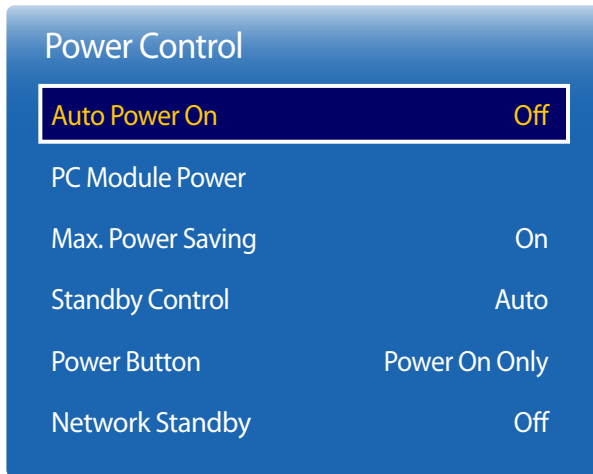 Power Control
Auto Power On Off
PC Module Power
Max. Power Saving On
Standby Control Auto
Power Button Power On Only
Network Standby Off